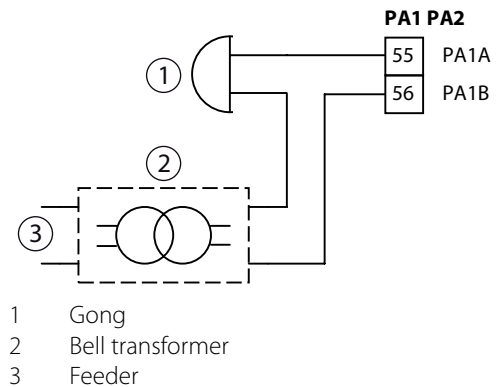 PA1 PA2
55 PA1A
56 PA1B
1
2
3
1 Gong
2 Bell transformer
3 Feeder